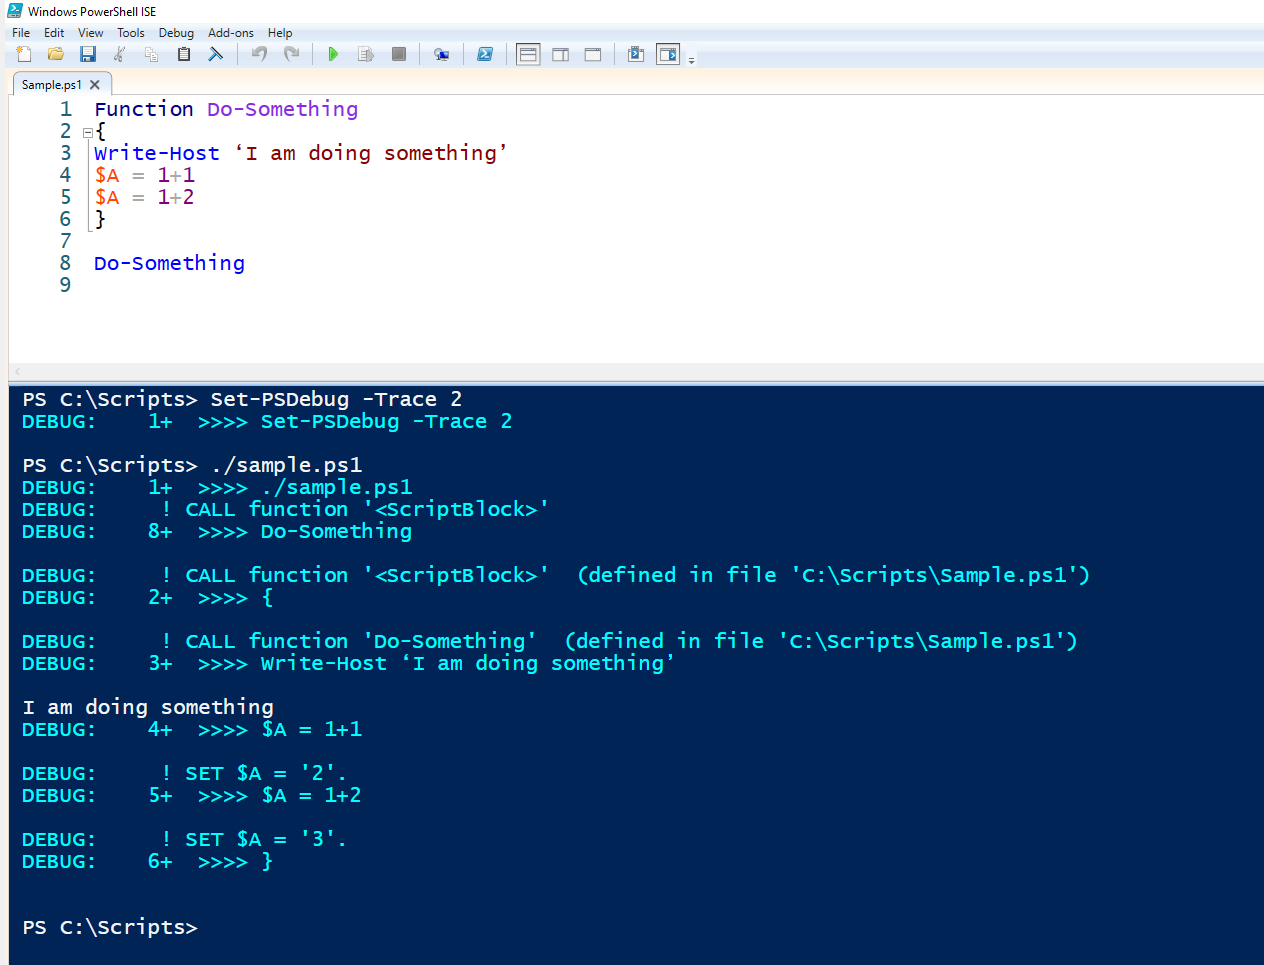 Windows PowerShell ISE
File Edit View Tools Debug Add-ons Help
Sample.ps1
1 Function Do-Something
2 {
3 Write-Host ‘I am doing something’
4 $A = 1+1
5 $A = 1+2
6 }
7
8 Do-Something
9
PS C:\Scripts> Set-PSDebug -Trace 2
DEBUG:    1+  >>>> Set-PSDebug -Trace 2
PS C:\Scripts> ./sample.ps1
DEBUG:    1+  >>>> ./sample.ps1
DEBUG:     ! CALL function '<ScriptBlock>'
DEBUG:    8+  >>>> Do-Something
DEBUG:     ! CALL function '<ScriptBlock>'  (defined in file 'C:\Scripts\Sample.ps1')
DEBUG:    2+  >>>> {
DEBUG:     ! CALL function 'Do-Something'  (defined in file 'C:\Scripts\Sample.ps1')
DEBUG:    3+  >>>> Write-Host ‘I am doing something’
I am doing something
DEBUG:    4+  >>>> $A = 1+1
DEBUG:     ! SET $A = '2'.
DEBUG:    5+  >>>> $A = 1+2
DEBUG:     ! SET $A = '3'.
DEBUG:    6+  >>>> }
PS C:\Scripts>